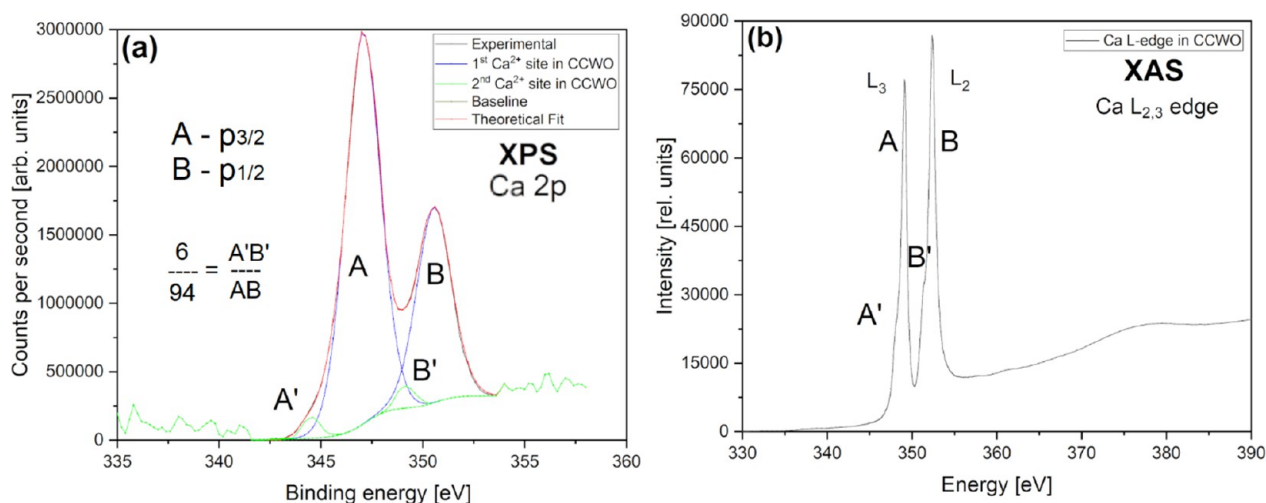 (a)
Experimental
1st Ca2+ site in CCWO
2nd Ca2+ site in CCWO
Baseline
Theoretical Fit
XPS
Ca 2p
A - p3/2
B - p1/2
6
----
94
=
A'B'
----
AB
A
B
A'
B'
3000000
2500000
2000000
1500000
1000000
500000
0
335 340 345 350 355 360
Counts per second [arb. units]
Binding energy [eV]
(b)
Ca L-edge in CCWO
XAS
Ca L2,3 edge
L3
L2
A
B
B'
A'
90000
75000
60000
45000
30000
15000
0
330 340 350 360 370 380 390
Intensity [rel. units]
Energy [eV]